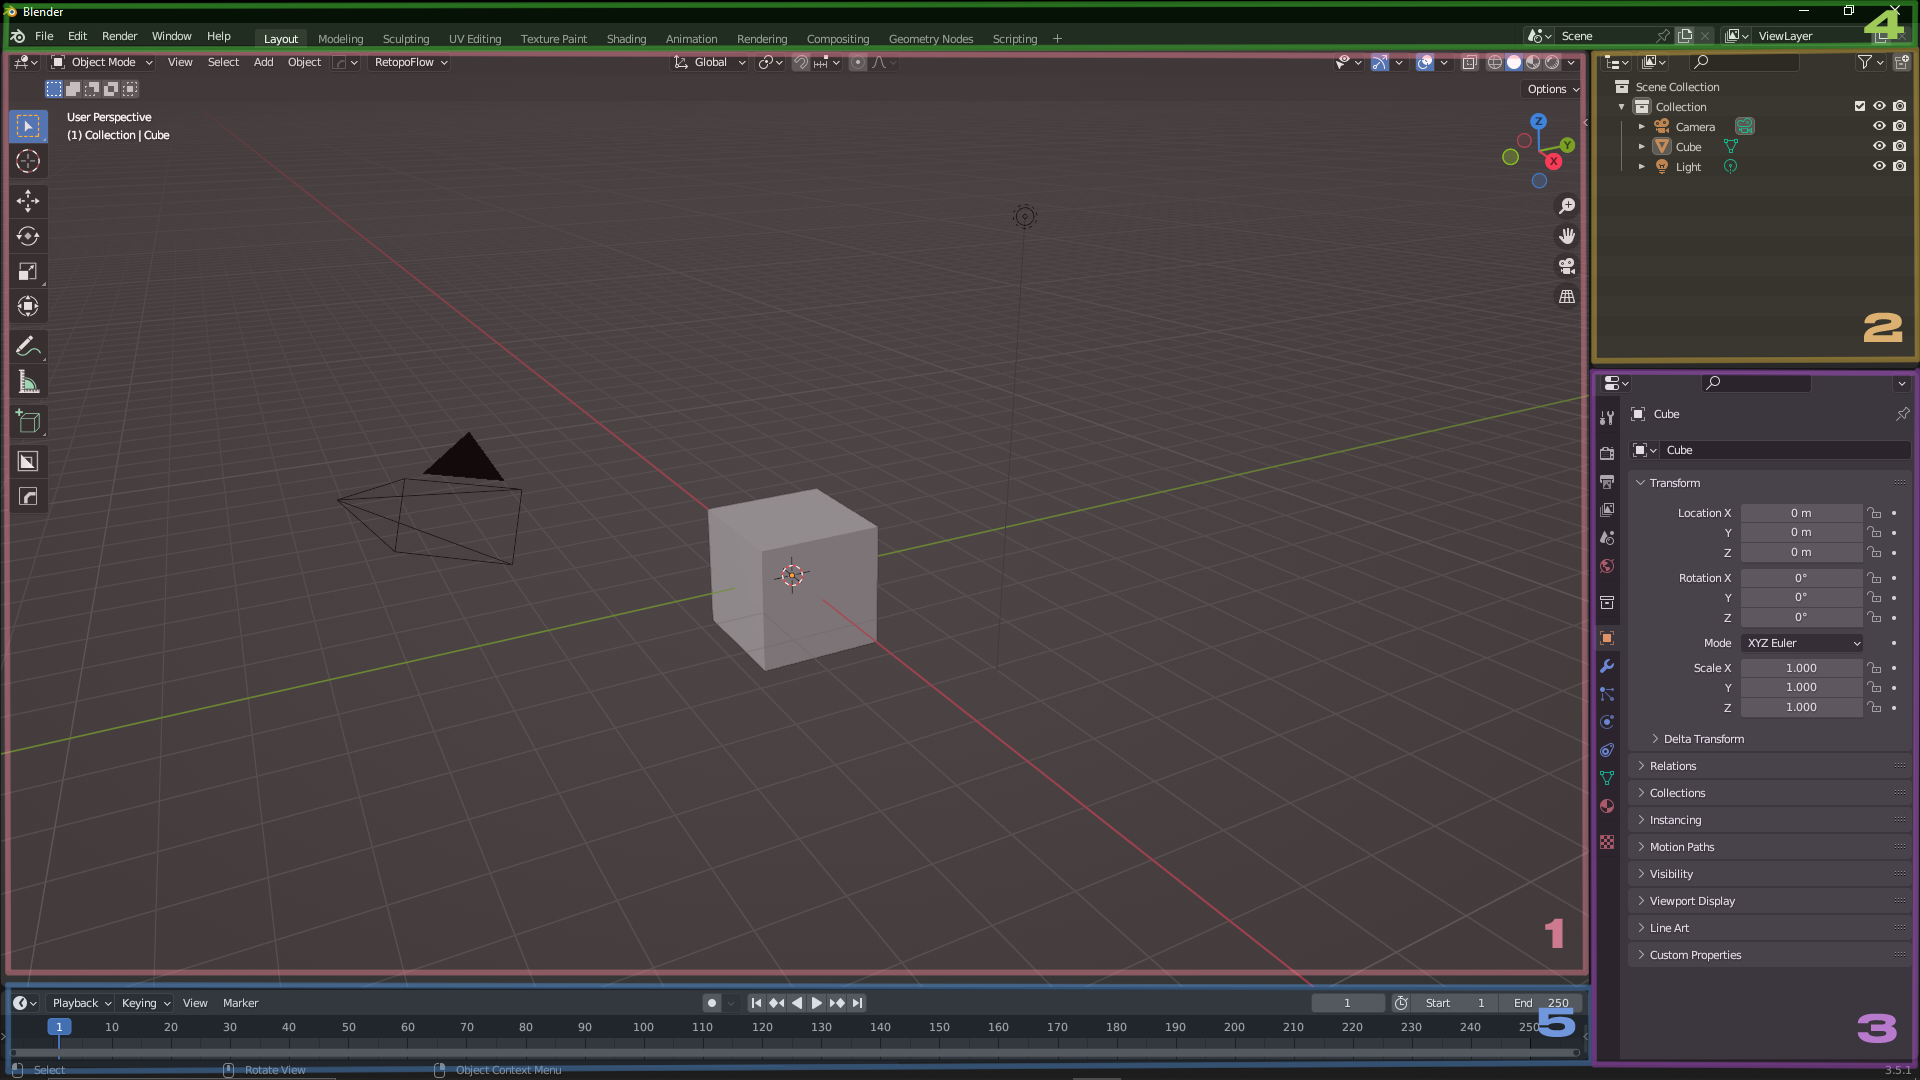 Blender
File Edit Render Window Help Layout Modeling Sculpting UV Editing Texture Paint Shading Animation Rendering Compositing Geometry Nodes Scripting + Scene ViewLayer
4
Object Mode View Select Add Object RetopoFlow Global
Options
User Perspective
(1) Collection | Cube
Z
Y
X
1
Scene Collection
Collection
Camera
Cube
Light
2
Cube
Cube
Transform
Location X 0 m
Y 0 m
Z 0 m
Rotation X 0°
Y 0°
Z 0°
Mode XYZ Euler
Scale X 1.000
Y 1.000
Z 1.000
Delta Transform
Relations
Collections
Instancing
Motion Paths
Visibility
Viewport Display
Line Art
Custom Properties
3
Playback Keying View Marker 1 Start 1 End 250
1 10 20 30 40 50 60 70 80 90 100 110 120 130 140 150 160 170 180 190 200 210 220 230 240 250
5
Select Rotate View Object Context Menu 3.5.1